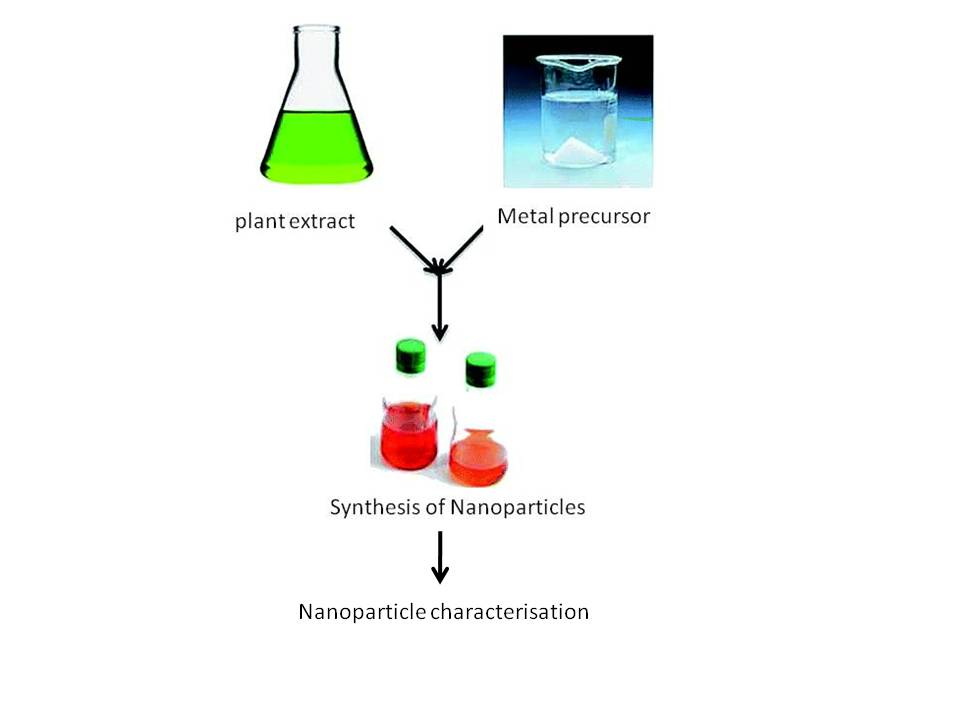 plant extract
Metal precursor
Synthesis of Nanoparticles
Nanoparticle characterisation